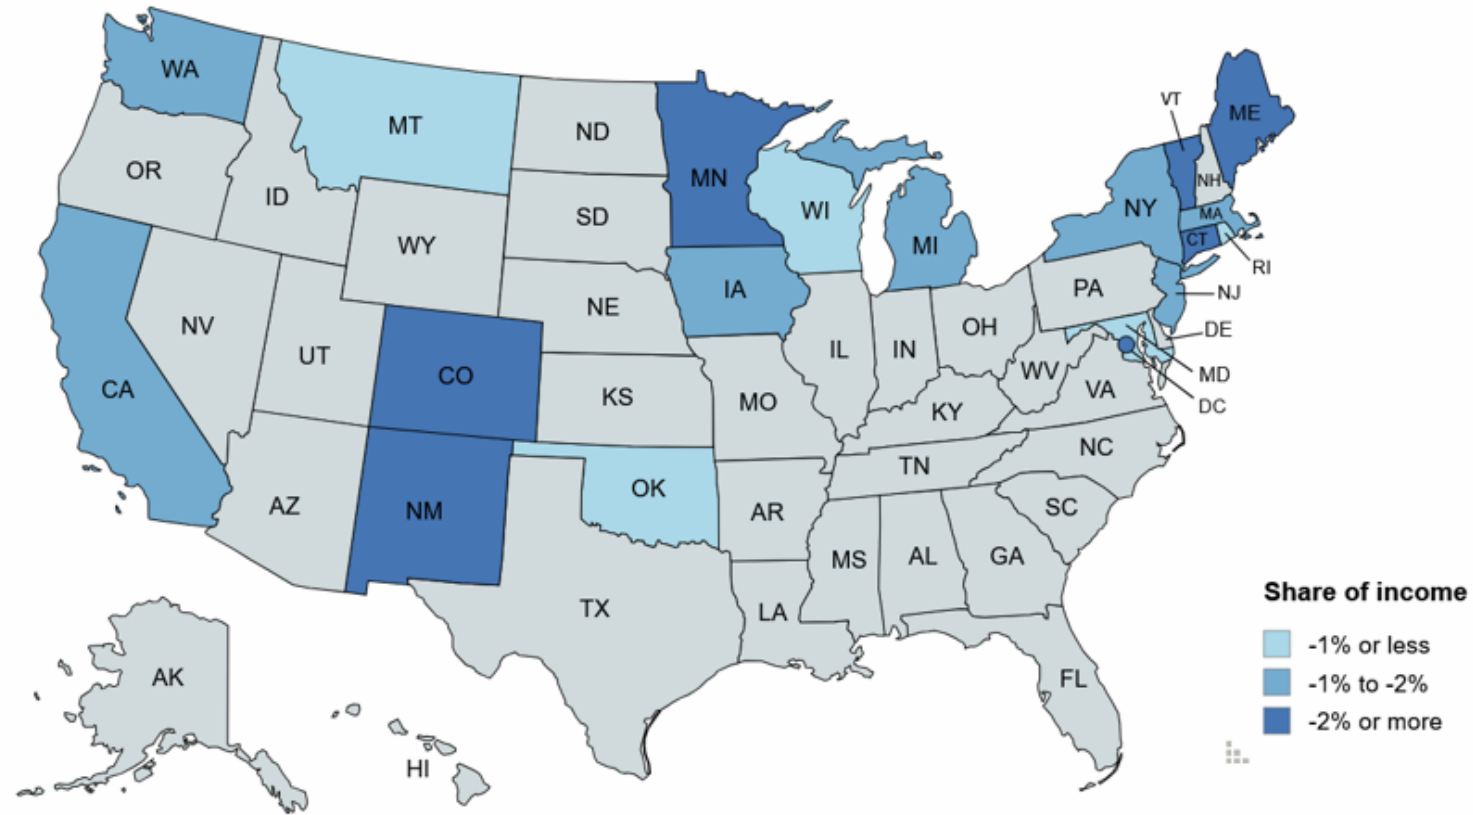 WA
MT
ND
MN
VT
ME
OR
ID
SD
WI
NH
WY
MI
NY
MA
CT
RI
IA
NE
PA
NJ
NV
UT
CO
IL
IN
OH
DE
CA
KS
MO
WV
VA
MD
DC
KY
AZ
NM
OK
AR
TN
NC
SC
MS
AL
GA
TX
LA
FL
AK
HI
Share of income
-1% or less
-1% to -2%
-2% or more